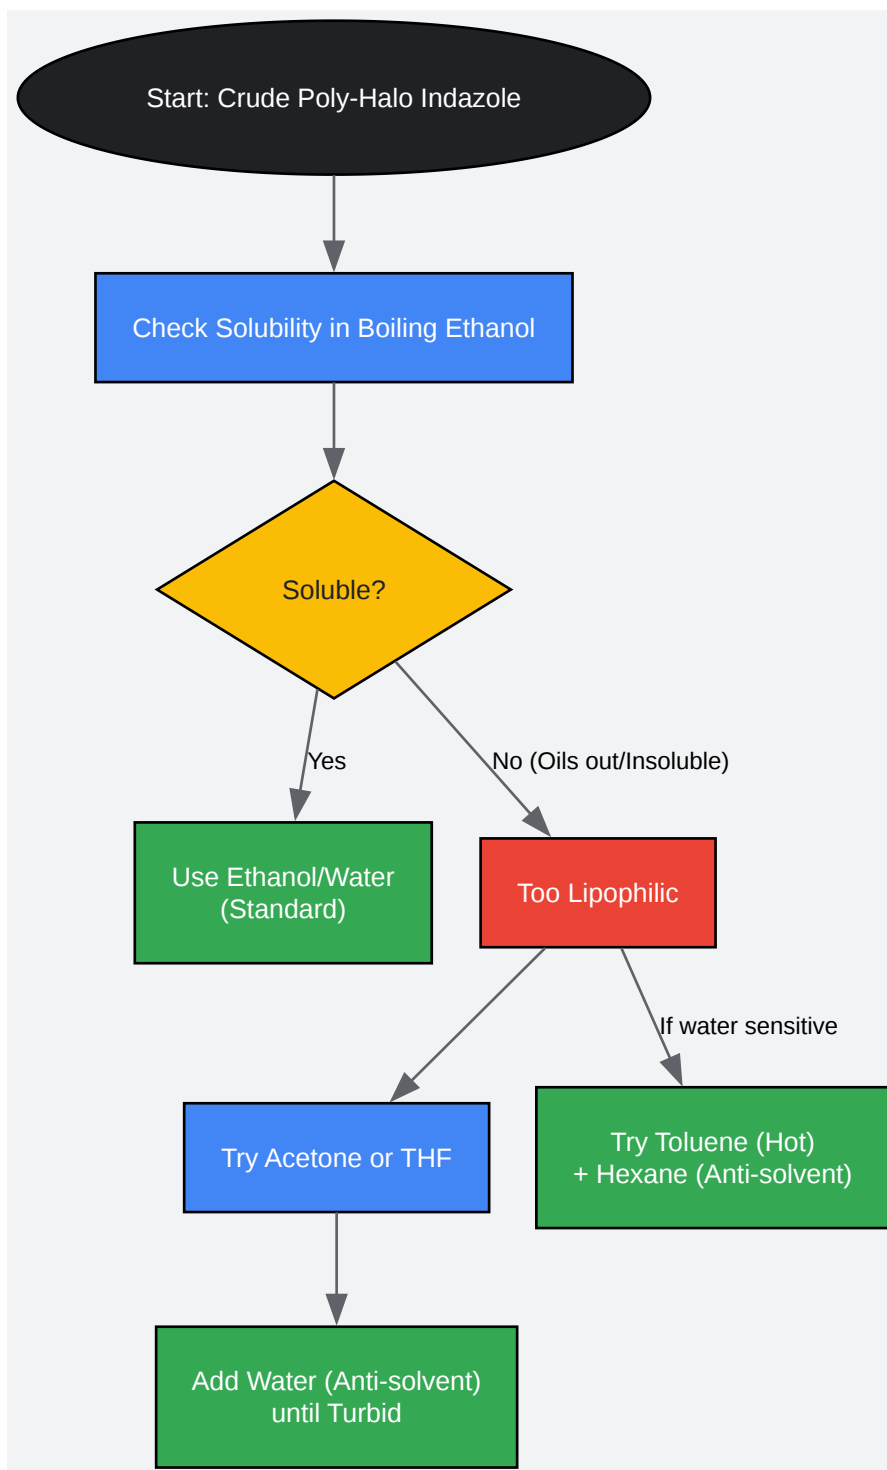 Start: Crude Poly-Halo Indazole
Check Solubility in Boiling Ethanol
Soluble?
Yes
No (Oils out/Insoluble)
Use Ethanol/Water
(Standard)
Too Lipophilic
If water sensitive
Try Acetone or THF
Try Toluene (Hot)
+ Hexane (Anti-solvent)
Add Water (Anti-solvent)
until Turbid